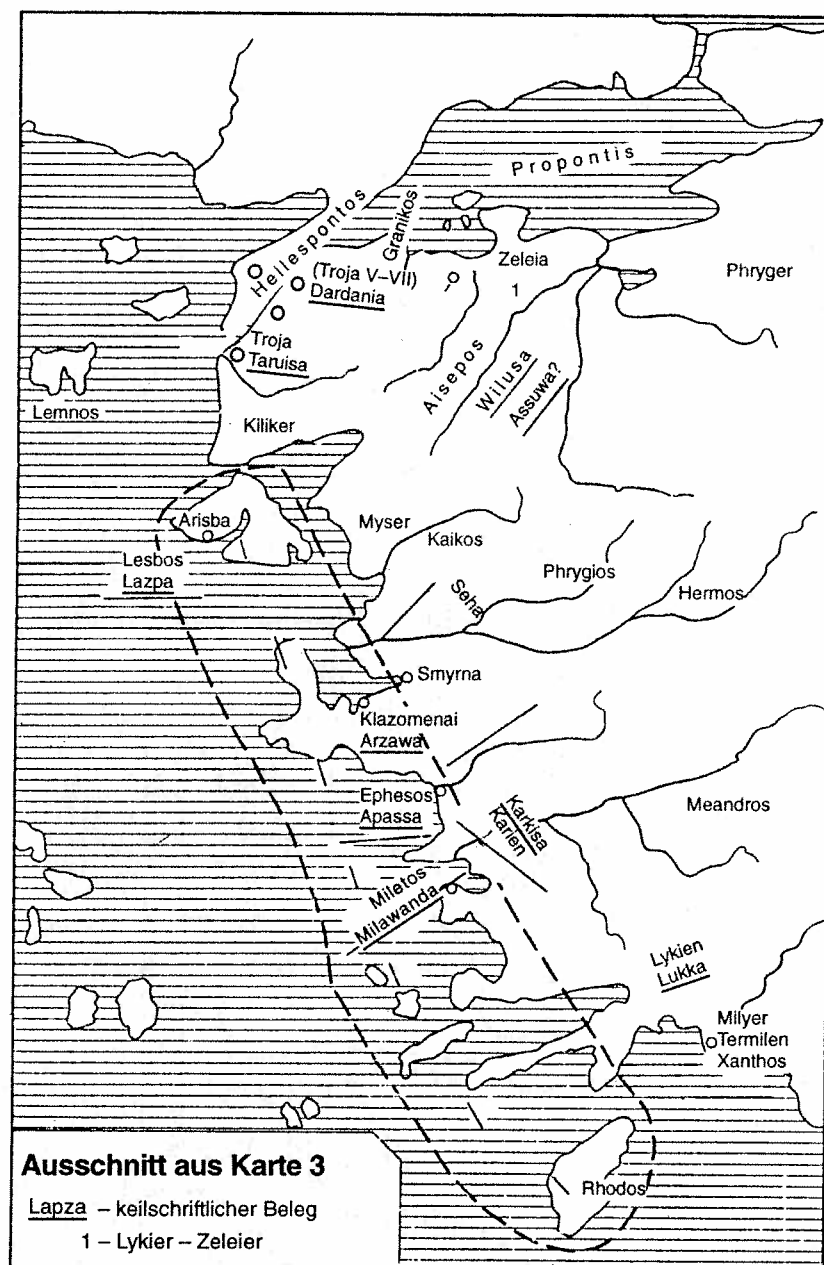 Propontis
Hellespontos
Granikos
(Troja V–VII)
Dardania
Zeleia
1
Phryger
Troja
Taruisa
Aisepos
Wilusa
Assuwa?
Lemnos
Kiliker
Arisba
Myser
Kaikos
Lesbos
Lazpa
Seha
Phrygios
Hermos
Smyrna
Klazomenai
Arzawa
Ephesos
Apassa
Karkisa
Karien
Meandros
Miletos
Milawanda
Lykien
Lukka
Milyer
Termilen
Xanthos
Rhodos
Ausschnitt aus Karte 3
Lapza – keilschriftlicher Beleg
1 – Lykier – Zeleier